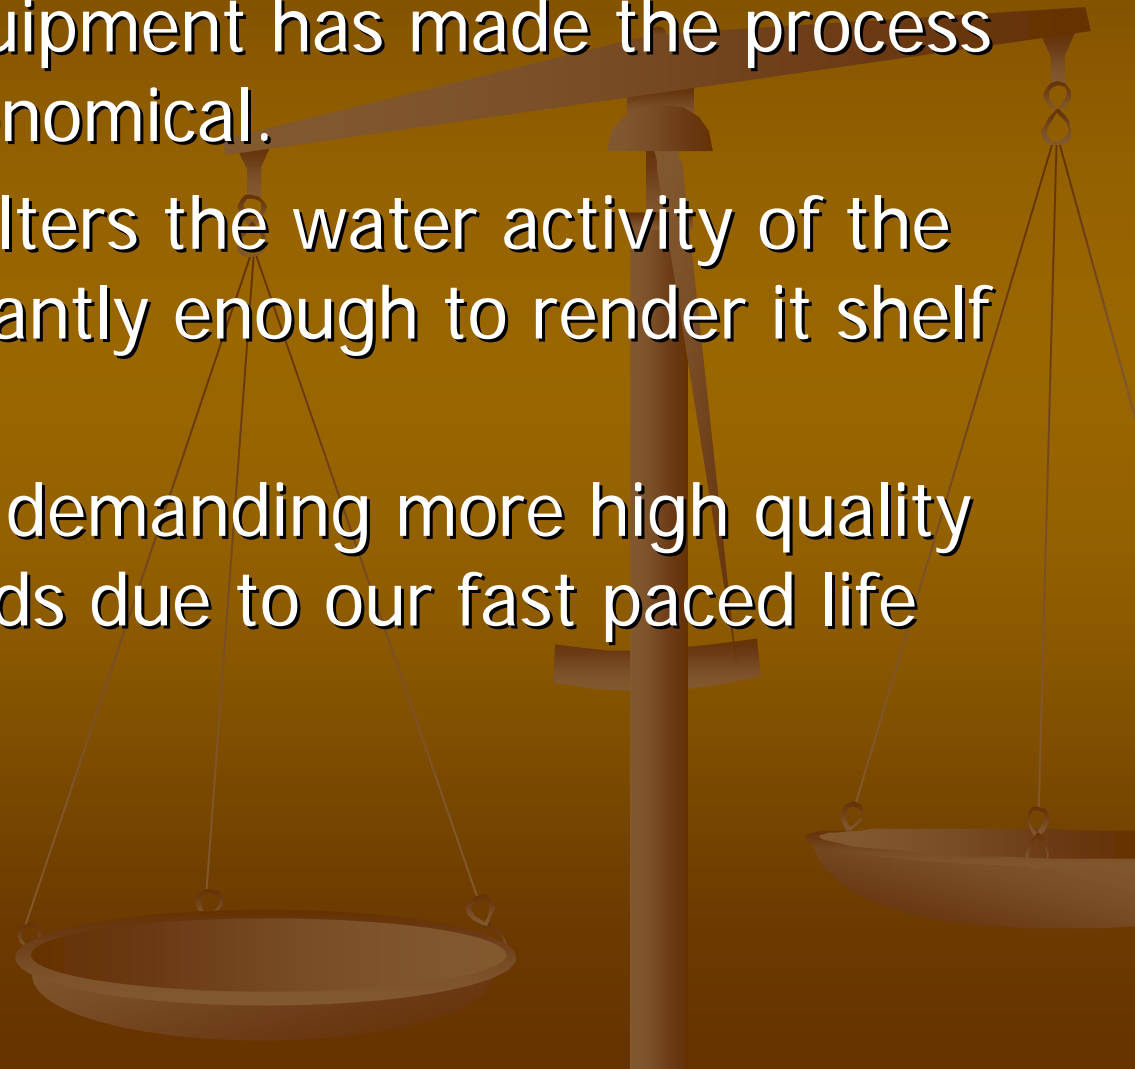 uipment has made the process
nomical.
lters the water activity of the
antly enough to render it shelf
demanding more high quality
ds due to our fast paced life